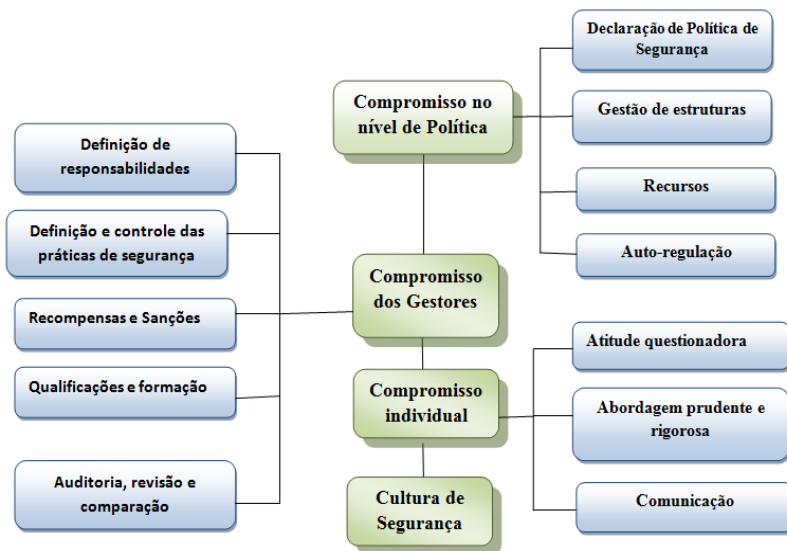 Compromisso no
nível de Política
Declaração de Política de
Segurança
Gestão de estruturas
Recursos
Auto-regulação
Compromisso
dos Gestores
Definição de
responsabilidades
Definição e controle das
práticas de segurança
Recompensas e Sanções
Qualificações e formação
Auditoria, revisão e
comparação
Compromisso
individual
Atitude questionadora
Abordagem prudente e
rigorosa
Comunicação
Cultura de
Segurança